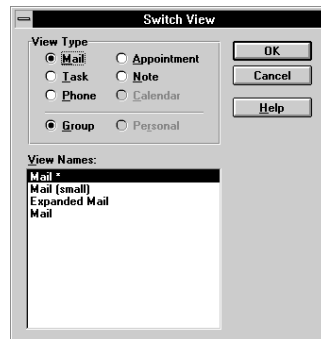 Switch View
View Type
Mail Appointment
Task Note
Phone Calendar
Group Personal
OK
Cancel
Help
View Names:
Mail *
Mail (small)
Expanded Mail
Mail